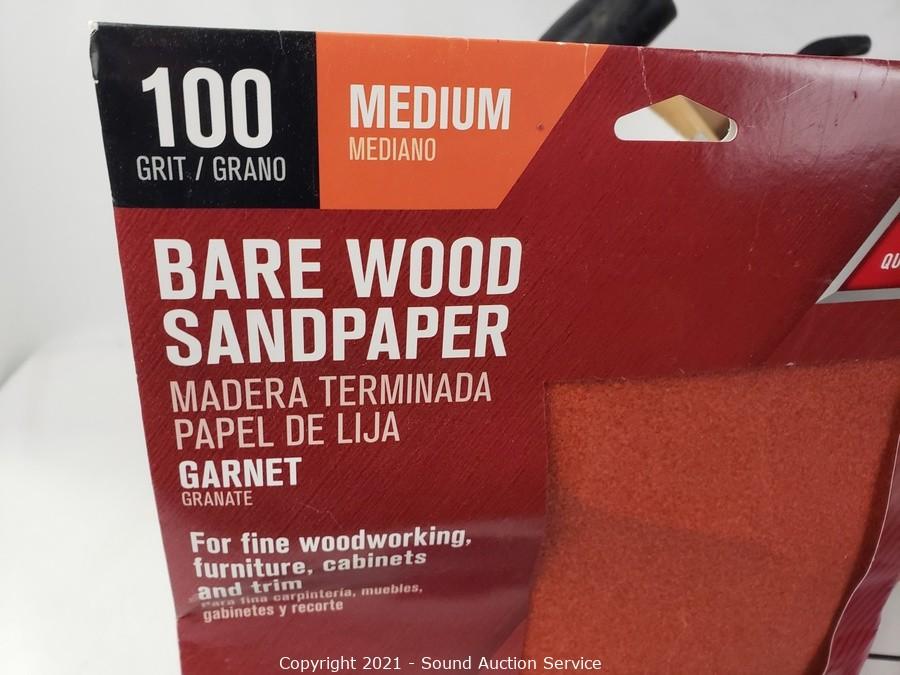 100
GRIT / GRANO
MEDIUM
MEDIANO
BARE WOOD
SANDPAPER
MADERA TERMINADA
PAPEL DE LIJA
GARNET
GRANATE
For fine woodworking,
furniture, cabinets
and trim
Para fina carpintería, muebles,
gabinetes y recorte
Copyright 2021 - Sound Auction Service